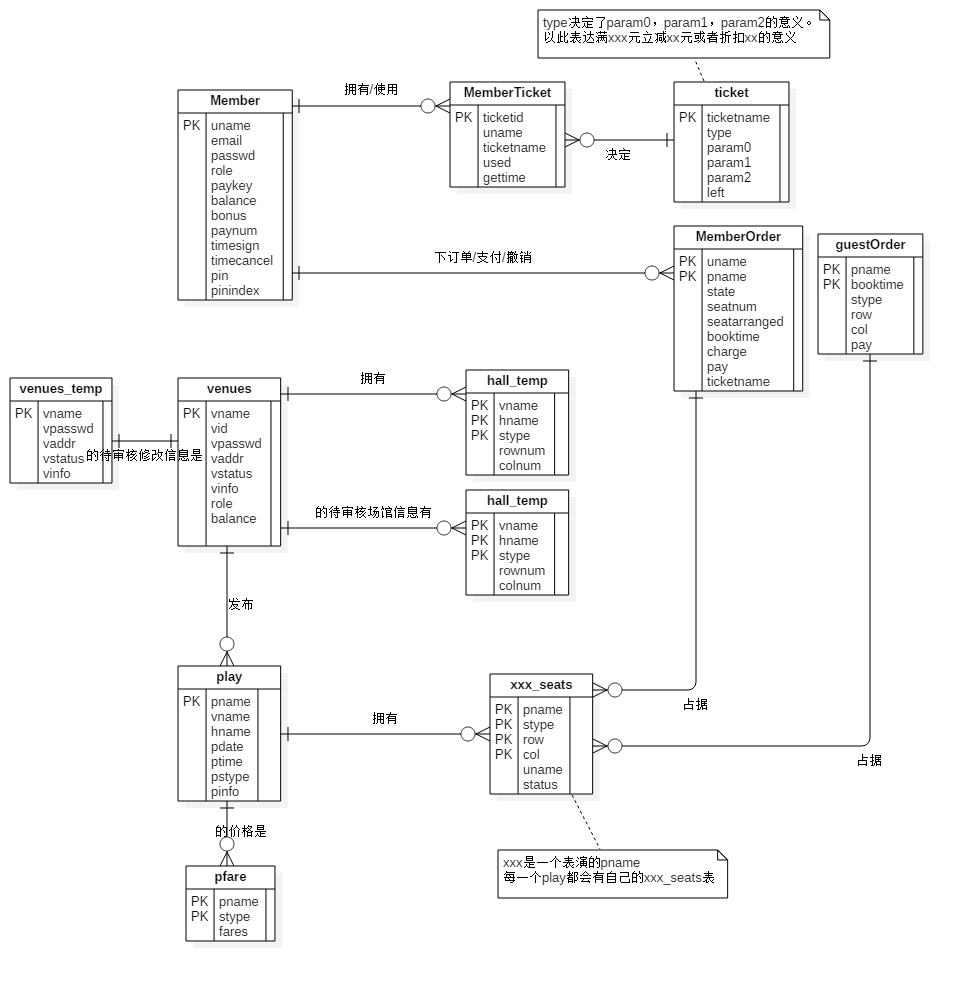 type决定了param0，param1，param2的意义。
以此表达满xxx元立减xx元或者折扣xx的意义
Member
PK uname
email
passwd
role
paykey
balance
bonus
paynum
timesign
timecancel
pin
pinindex
拥有/使用
MemberTicket
PK ticketid
uname
ticketname
used
gettime
决定
ticket
PK ticketname
type
param0
param1
param2
left
下订单/支付/撤销
MemberOrder
PK uname
PK pname
state
seatnum
seatarranged
booktime
charge
pay
ticketname
guestOrder
PK pname
PK booktime
stype
row
col
pay
venues_temp
PK vname
vpasswd
vaddr
vstatus
vinfo
的待审核修改信息是
venues
PK vname
vid
vpasswd
vaddr
vstatus
vinfo
role
balance
拥有
hall_temp
PK vname
PK hname
PK stype
rownum
colnum
的待审核场馆信息有
hall_temp
PK vname
PK hname
PK stype
rownum
colnum
发布
play
PK pname
vname
hname
pdate
ptime
pstype
pinfo
拥有
xxx_seats
PK pname
PK stype
PK row
PK col
uname
status
占据
占据
的价格是
pfare
PK pname
PK stype
fares
xxx是一个表演的pname
每一个play都会有自己的xxx_seats表